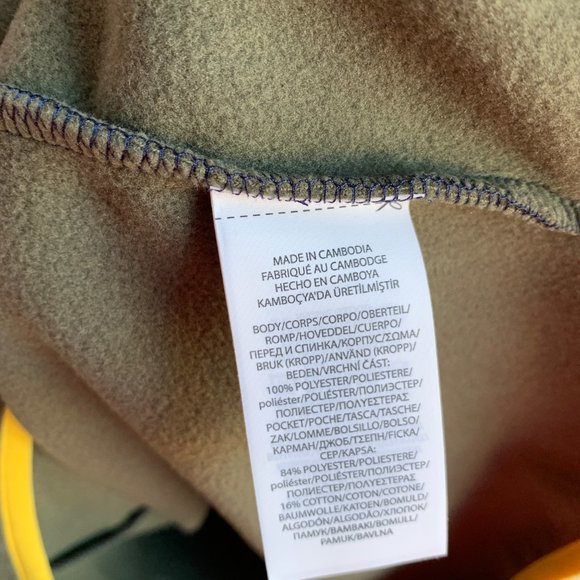 MADE IN CAMBODIA
FABRIQUÉ AU CAMBODGE
HECHO EN CAMBOYA
KAMBOÇYA'DA ÜRETİLMİŞTİR
BODY/CORPS/CORPO/OBERTEIL/
ROMP/HOVEDDEL/CUERPO/
ПЕРЕД И СПИНКА/КОРПУС/ΣΩΜΑ/
BRUK (KROPP)/ANVÄND (KROPP)/
BEDEN/VRCHNÍ ČÁST:
100% POLYESTER/POLIESTERE/
poliéster/POLIESTER/ПОЛИЭСТЕР/
ПОЛИЕСТЕР/ΠΟΛΥΕΣΤΕΡΑΣ
POCKET/POCHE/TASCA/TASCHE/
ZAK/LOMME/BOLSILLO/BOLSO/
КАРМАН/ДЖОБ/ΤΣΕΠΗ/FICKA/
CEP/KAPSA:
84% POLYESTER/POLIESTERE/
poliéster/POLIESTER/ПОЛИЭСТЕР/
ПОЛИЕСТЕР/ΠΟΛΥΕΣΤΕΡΑΣ
16% COTTON/COTON/COTONE/
BAUMWOLLE/KATOEN/BOMULD/
ALGODÓN/ALGODÃO/ХЛОПОК/
ПАМУК/ΒΑΜΒΑΚΙ/BOMULL/
PAMUK/BAVLNA